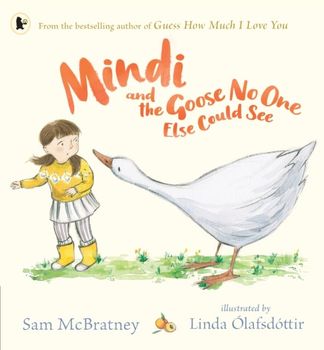 From the bestselling author of Guess How Much I Love You
Mindi
and the Goose No One
Else Could See
illustrated by
Sam McBratney Linda Ólafsdóttir